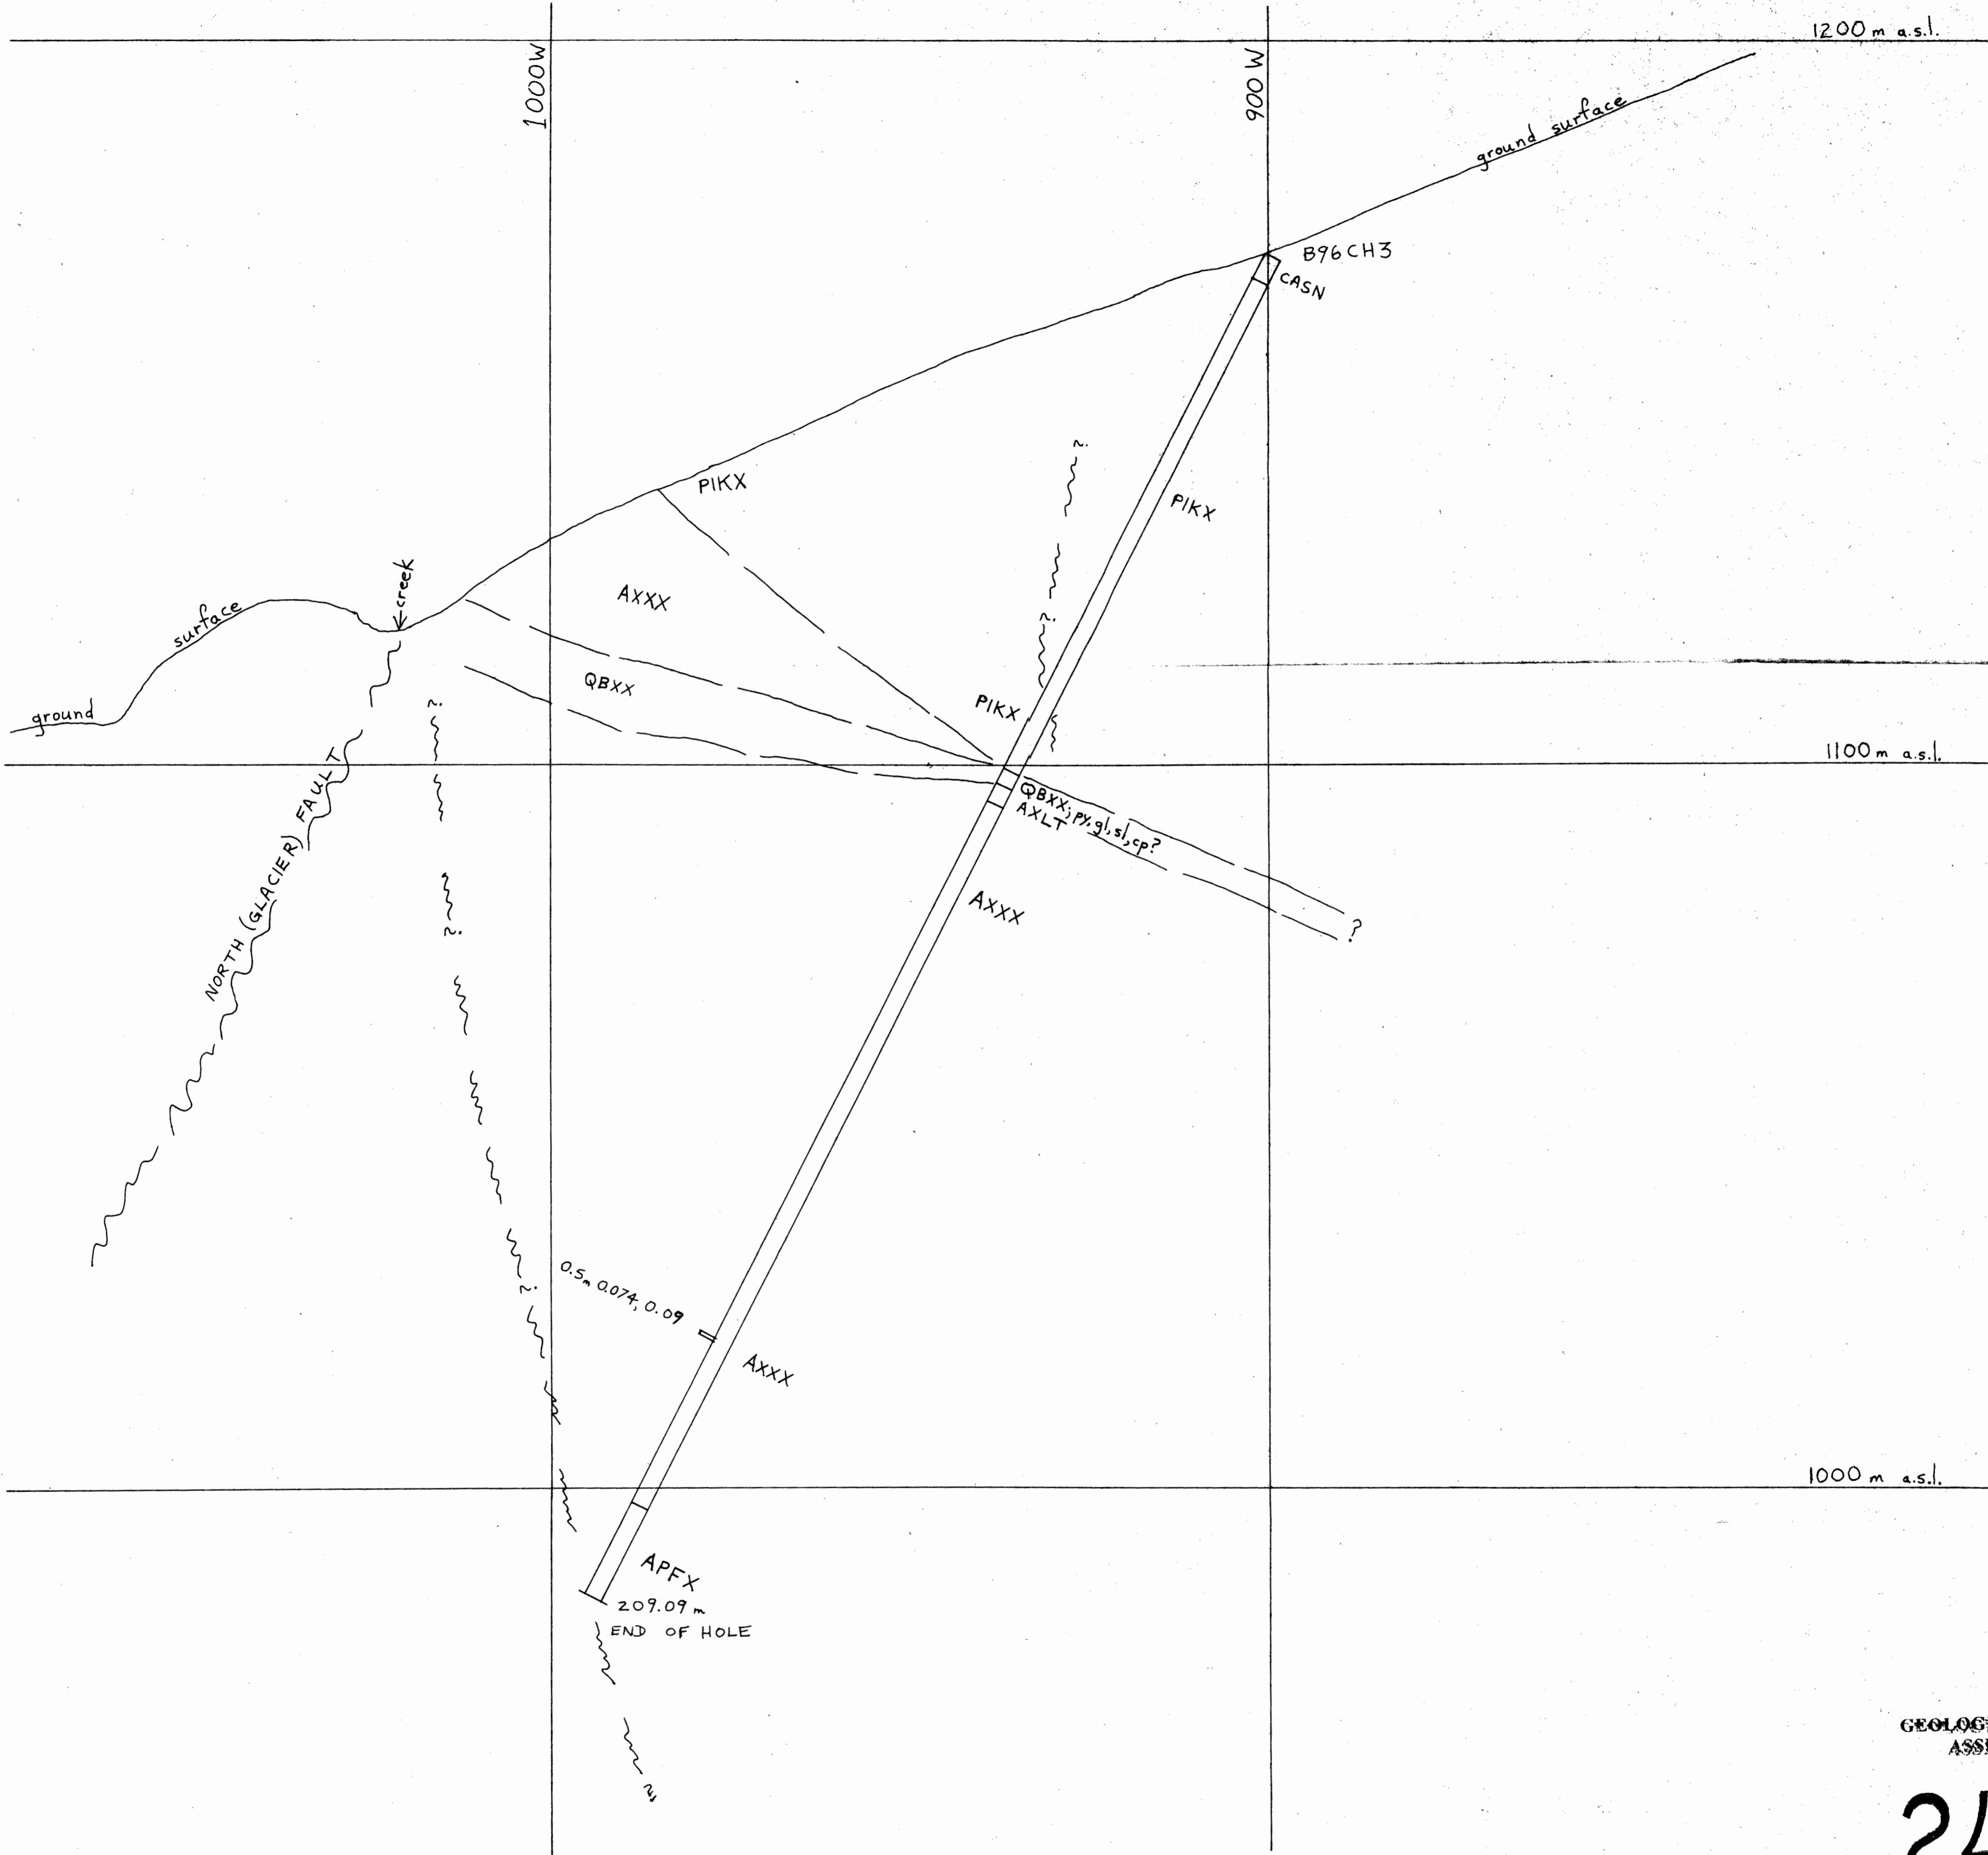 1200 m a.s.l.
1000W
900 W
ground surface
B96CH3
CASN
PIKX
PIKX
creek
AXXX
surface
QBXX
PIKX
ground
1100 m a.s.l.
QBXX; py, gl, sl, cp?
AXLT
NORTH (GLACIER) FAULT
AXXX
?
0.5m 0.074, 0.09
AXXX
1000 m a.s.l.
APFX
209.09 m
END OF HOLE
GEOLOG
ASS
24